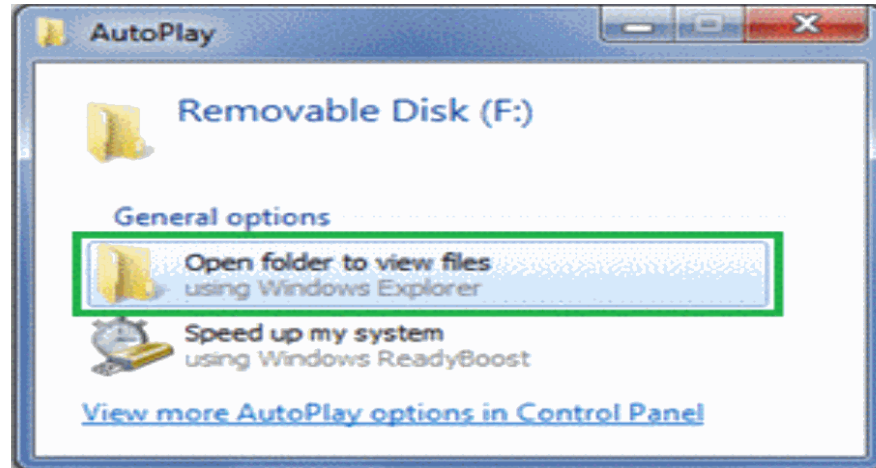 AutoPlay
Removable Disk (F:)
General options
Open folder to view files
using Windows Explorer
Speed up my system
using Windows ReadyBoost
View more AutoPlay options in Control Panel